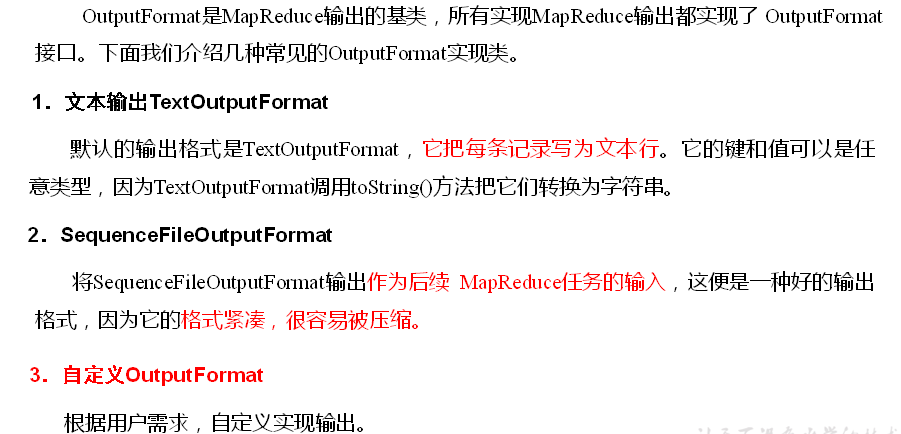 OutputFormat是MapReduce输出的基类，所有实现MapReduce输出都实现了 OutputFormat
接口。下面我们介绍几种常见的OutputFormat实现类。
1．文本输出TextOutputFormat
默认的输出格式是TextOutputFormat，它把每条记录写为文本行。它的键和值可以是任
意类型，因为TextOutputFormat调用toString()方法把它们转换为字符串。
2．SequenceFileOutputFormat
将SequenceFileOutputFormat输出作为后续 MapReduce任务的输入，这便是一种好的输出
格式，因为它的格式紧凑，很容易被压缩。
3．自定义OutputFormat
根据用户需求，自定义实现输出。